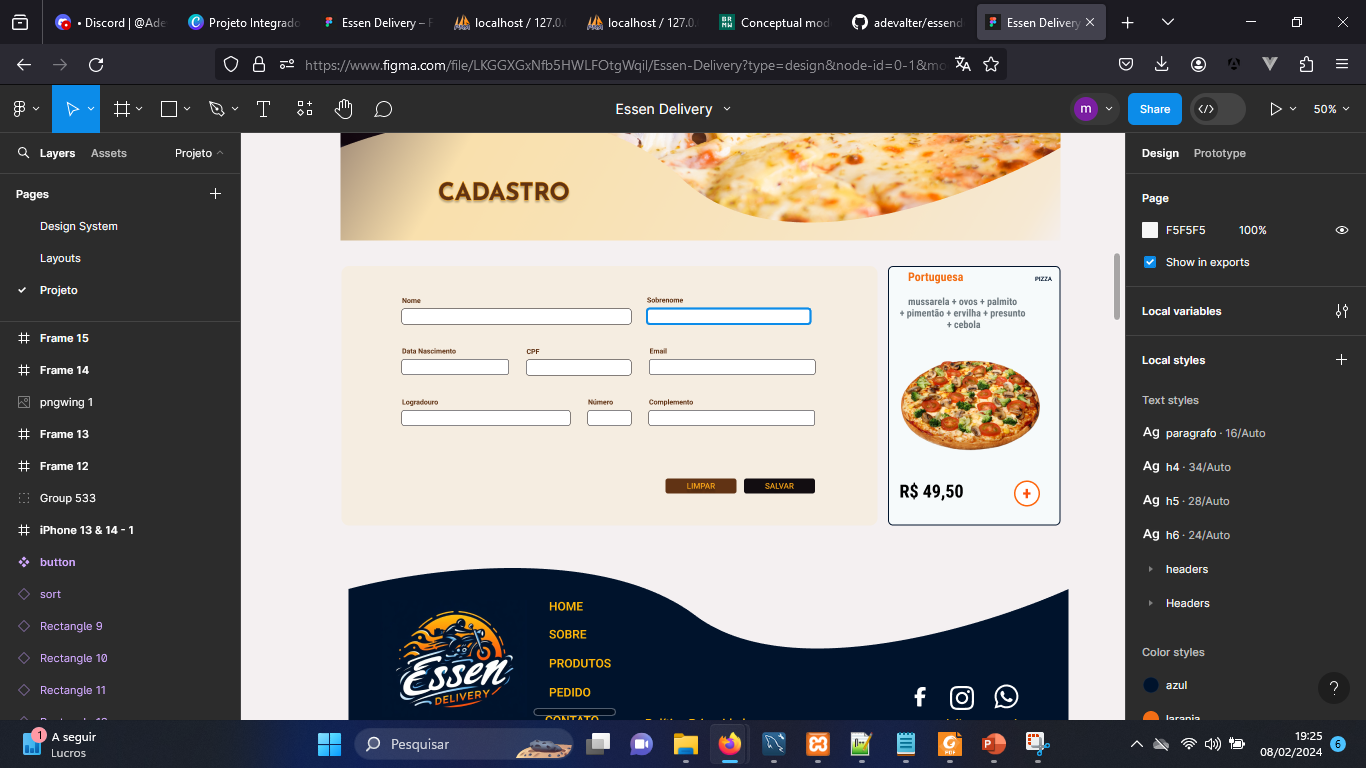 • Discord | @Ade
Projeto Integrado
Essen Delivery – F
localhost / 127.0.
localhost / 127.0.
Conceptual mod
adevalter/essend
Essen Delivery
https://www.figma.com/file/LKGGXGxNfb5HWLFOtgWqil/Essen-Delivery?type=design&node-id=0-1&mo
Essen Delivery
m
Share
50%
Layers
Assets
Projeto
Design
Prototype
Pages
Design System
Layouts
Projeto
Frame 15
Frame 14
pngwing 1
Frame 13
Frame 12
Group 533
iPhone 13 & 14 - 1
button
sort
Rectangle 9
Rectangle 10
Rectangle 11
CADASTRO
Nome
Sobrenome
Data Nascimento
CPF
Email
Logradouro
Número
Complemento
LIMPAR
SALVAR
Portuguesa
PIZZA
mussarela + ovos + palmito
+ pimentão + ervilha + presunto
+ cebola
R$ 49,50
+
Essen
DELIVERY
HOME
SOBRE
PRODUTOS
PEDIDO
CONTATO
Page
F5F5F5
100%
Show in exports
Local variables
Local styles
Text styles
Ag paragrafo · 16/Auto
Ag h4 · 34/Auto
Ag h5 · 28/Auto
Ag h6 · 24/Auto
headers
Headers
Color styles
azul
laranja
?
1
A seguir
Lucros
Pesquisar
PDF
19:25
08/02/2024
6